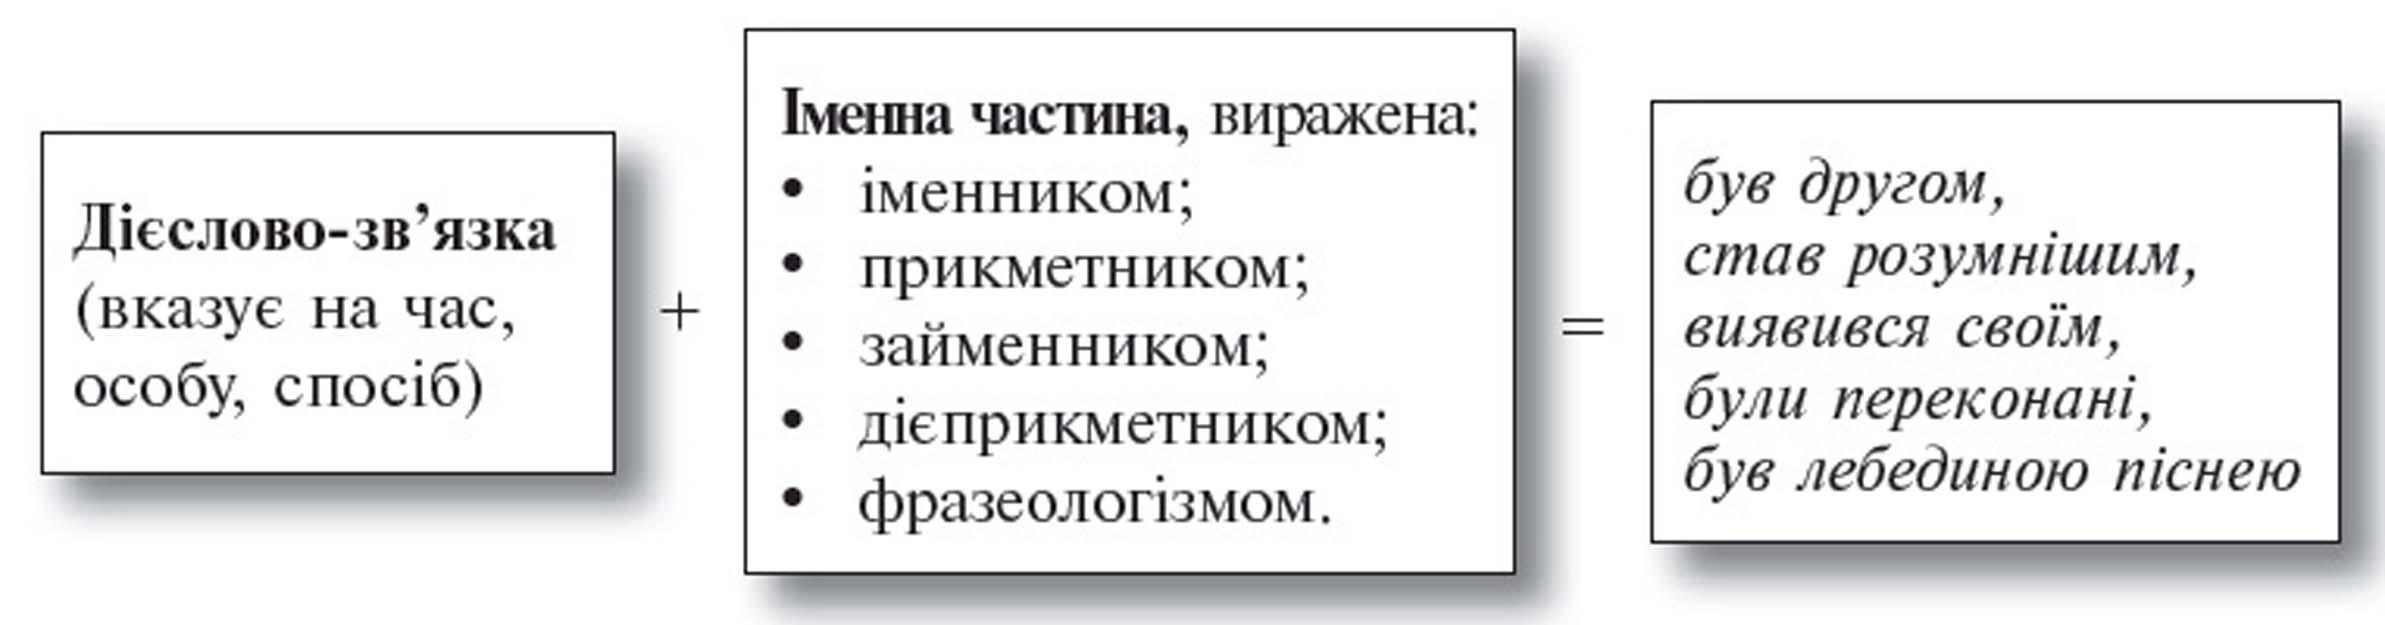 Дієслово-зв’язка
(вказує на час,
особу, спосіб)
+
Іменна частина, виражена:
• іменником;
• прикметником;
• займенником;
• дієприкметником;
• фразеологізмом.
=
був другом,
став розумнішим,
виявився своїм,
були переконані,
був лебединою піснею